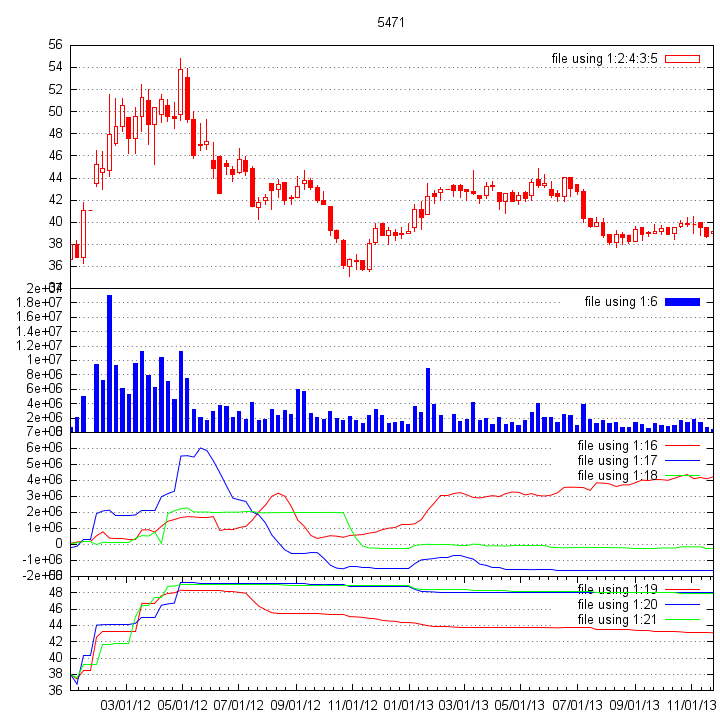 5471
56
file using 1:2:4:3:5
54
52
50
48
46
44
42
40
38
36
2e+07
file using 1:6
1.8e+07
1.6e+07
1.4e+07
1.2e+07
1e+07
8e+06
6e+06
4e+06
2e+06
file using 1:16
6e+06
file using 1:17
5e+06
file using 1:18
4e+06
3e+06
2e+06
1e+06
0
-1e+06
file using 1:19
48
file using 1:20
46
file using 1:21
44
42
40
38
36
03/01/12 05/01/12 07/01/12 09/01/12 11/01/12 01/01/13 03/01/13 05/01/13 07/01/13 09/01/13 11/01/13